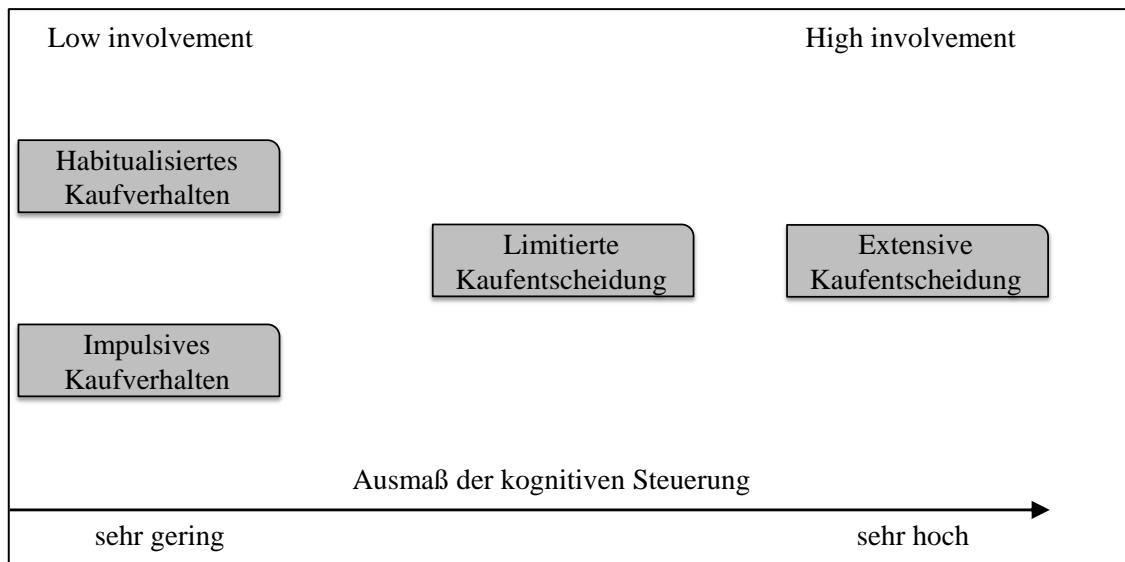 Low involvement
High involvement
Habitualisiertes
Kaufverhalten
Limitierte
Kaufentscheidung
Extensive
Kaufentscheidung
Impulsives
Kaufverhalten
Ausmaß der kognitiven Steuerung
sehr gering
sehr hoch